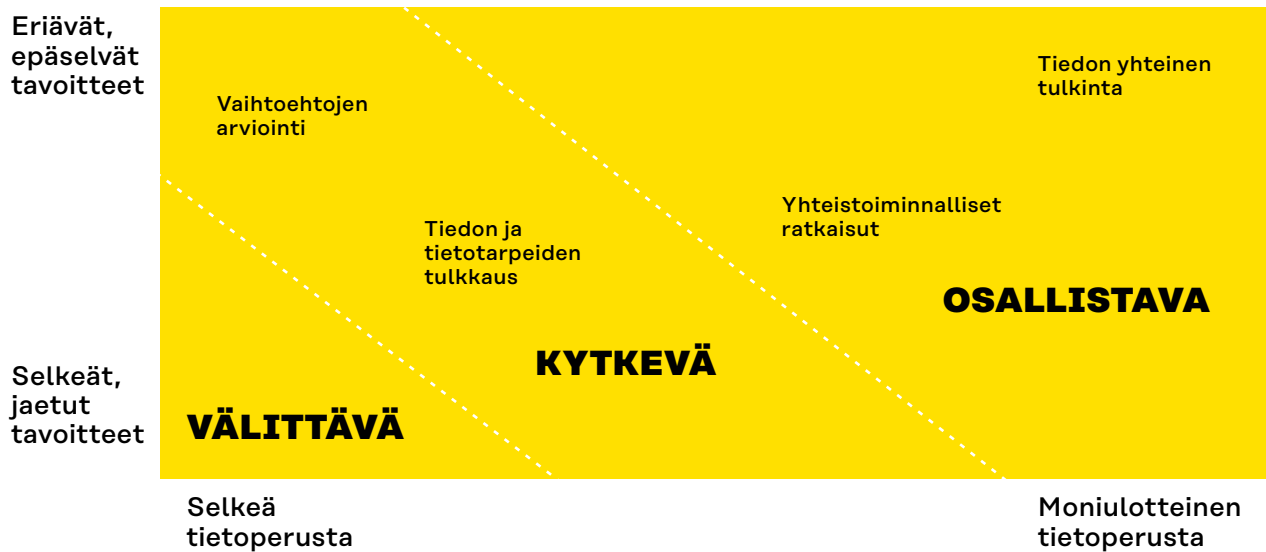 Eriävät,
epäselvät
tavoitteet
Vaihtoehtojen
arviointi
Tiedon yhteinen
tulkinta
Tiedon ja
tietotarpeiden
tulkkaus
Yhteistoiminnalliset
ratkaisut
OSALLISTAVA
KYTKEVÄ
Selkeät,
jaetut
tavoitteet
VÄLITTÄVÄ
Selkeä
tietoperusta
Moniulotteinen
tietoperusta